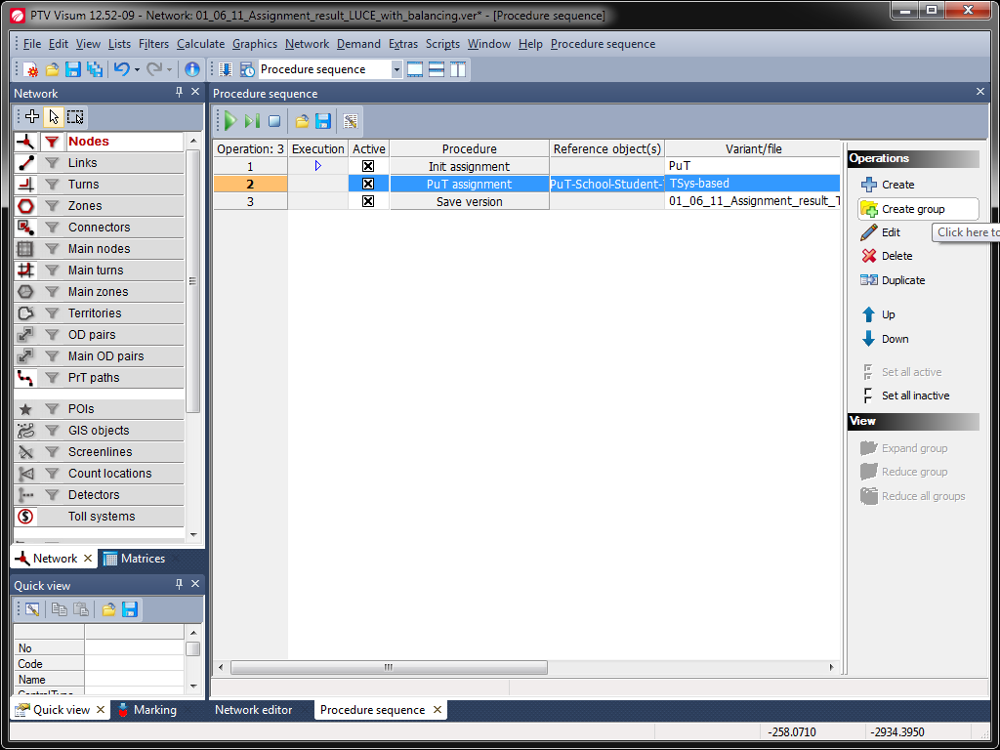 PTV Visum 12.52-09 - Network: 01_06_11_Assignment_result_LUCE_with_balancing.ver* - [Procedure sequence]
File Edit View Lists Filters Calculate Graphics Network Demand Extras Scripts Window Help Procedure sequence
Procedure sequence
Network
Nodes
Links
Turns
Zones
Connectors
Main nodes
Main turns
Main zones
Territories
OD pairs
Main OD pairs
PrT paths
POIs
GIS objects
Screenlines
Count locations
Detectors
Toll systems
Network Matrices
Quick view
No
Code
Name
ControlType
Quick view Marking
Procedure sequence
Operation: 3 Execution Active Procedure Reference object(s) Variant/file
1 Init assignment PuT
2 PuT assignment PuT-School-Student- TSys-based
3 Save version 01_06_11_Assignment_result_T
Operations
Create
Create group
Click here to
Edit
Delete
Duplicate
Up
Down
Set all active
Set all inactive
View
Expand group
Reduce group
Reduce all groups
Network editor Procedure sequence
-258.0710 -2934.3950